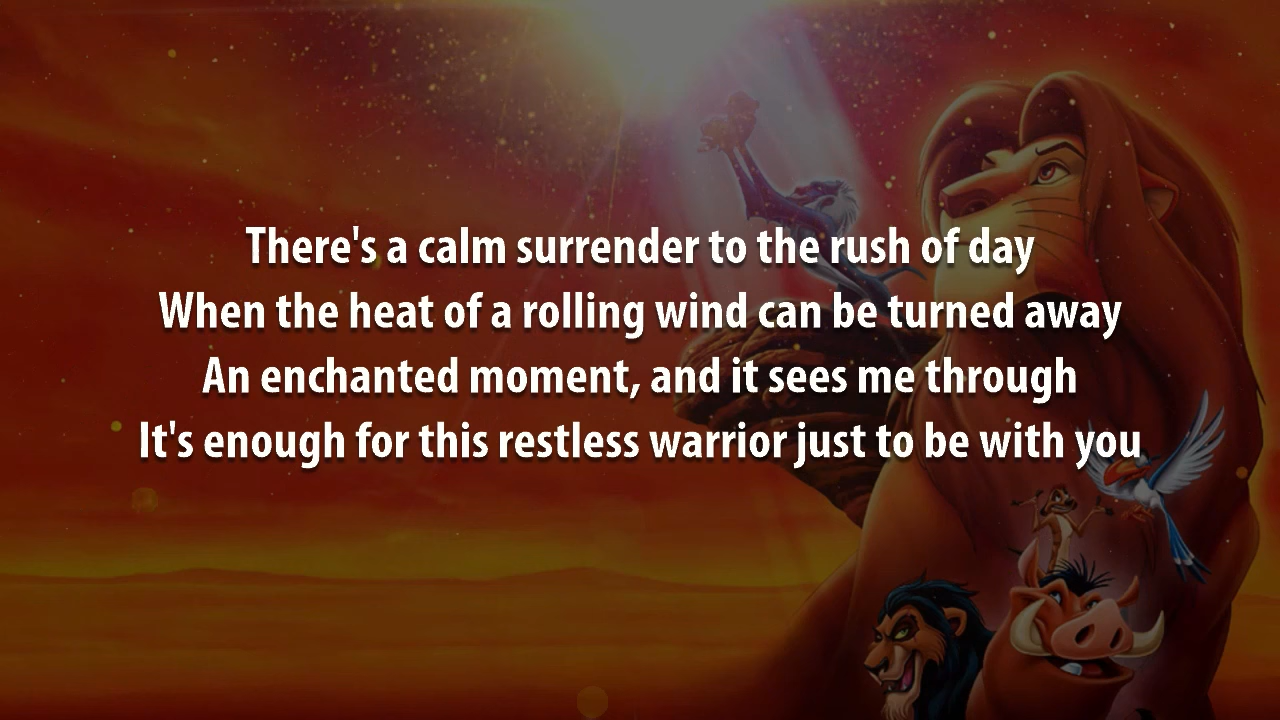 There's a calm surrender to the rush of day
When the heat of a rolling wind can be turned away
An enchanted moment, and it sees me through
It's enough for this restless warrior just to be with you